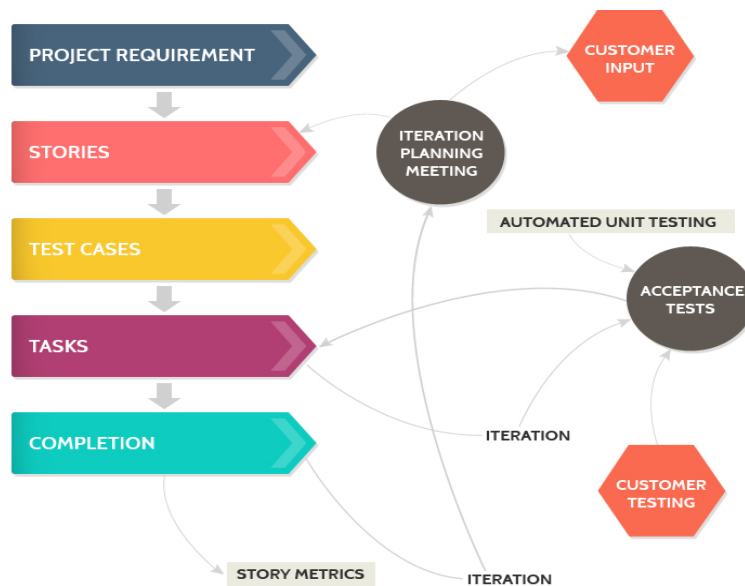 PROJECT REQUIREMENT
CUSTOMER
INPUT
STORIES
ITERATION
PLANNING
MEETING
TEST CASES
AUTOMATED UNIT TESTING
ACCEPTANCE
TESTS
TASKS
COMPLETION
ITERATION
CUSTOMER
TESTING
STORY METRICS
ITERATION